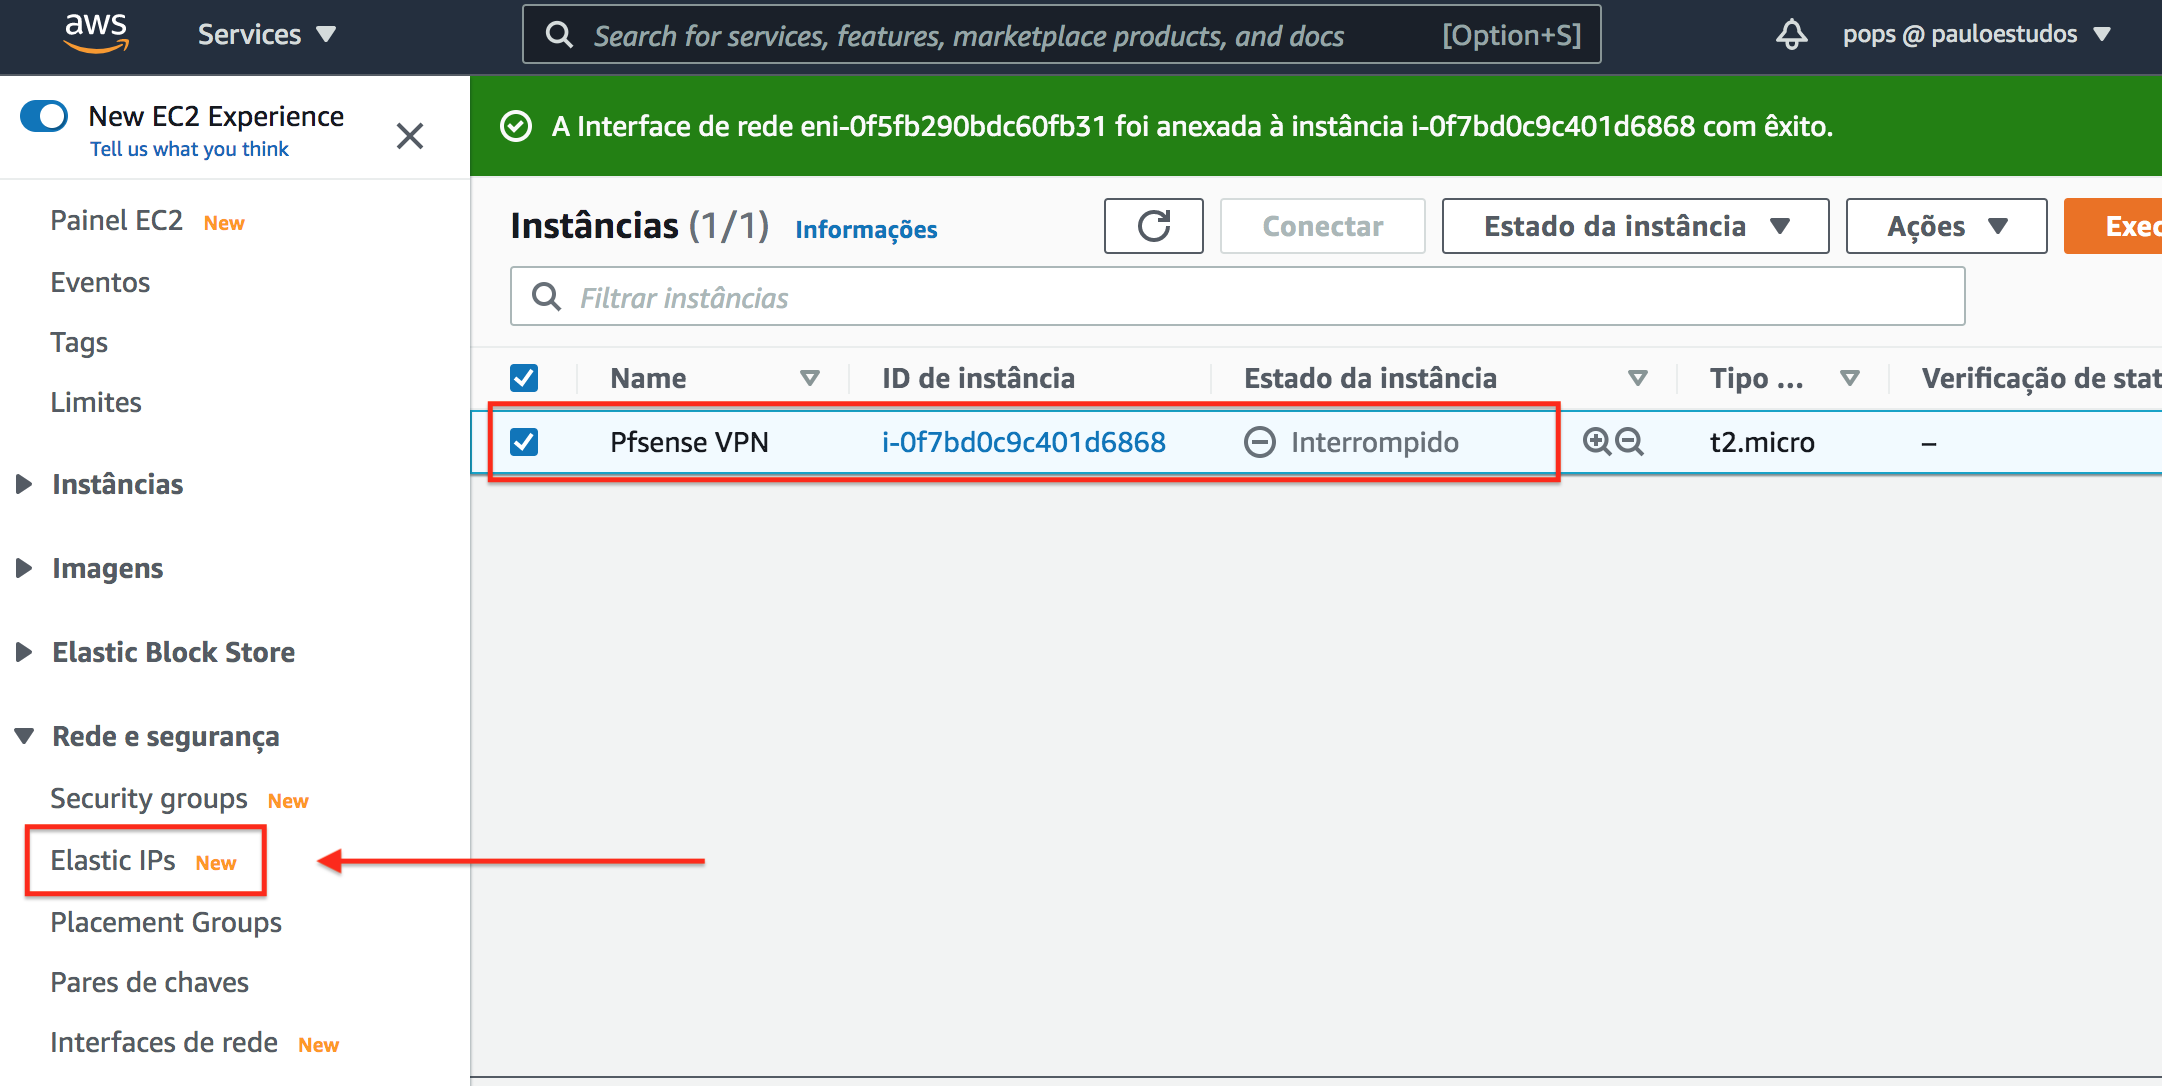 aws Services Search for services, features, marketplace products, and docs [Option+S] pops @ pauloestudos
New EC2 Experience
Tell us what you think
A Interface de rede eni-0f5fb290bdc60fb31 foi anexada à instância i-0f7bd0c9c401d6868 com êxito.
Painel EC2 New
Eventos
Tags
Limites
Instâncias
Imagens
Elastic Block Store
Rede e segurança
Security groups New
Elastic IPs New
Placement Groups
Pares de chaves
Interfaces de rede New
Instâncias (1/1) Informações Conectar Estado da instância Ações Exec
Filtrar instâncias
Name ID de instância Estado da instância Tipo ... Verificação de stat
Pfsense VPN i-0f7bd0c9c401d6868 Interrompido t2.micro –